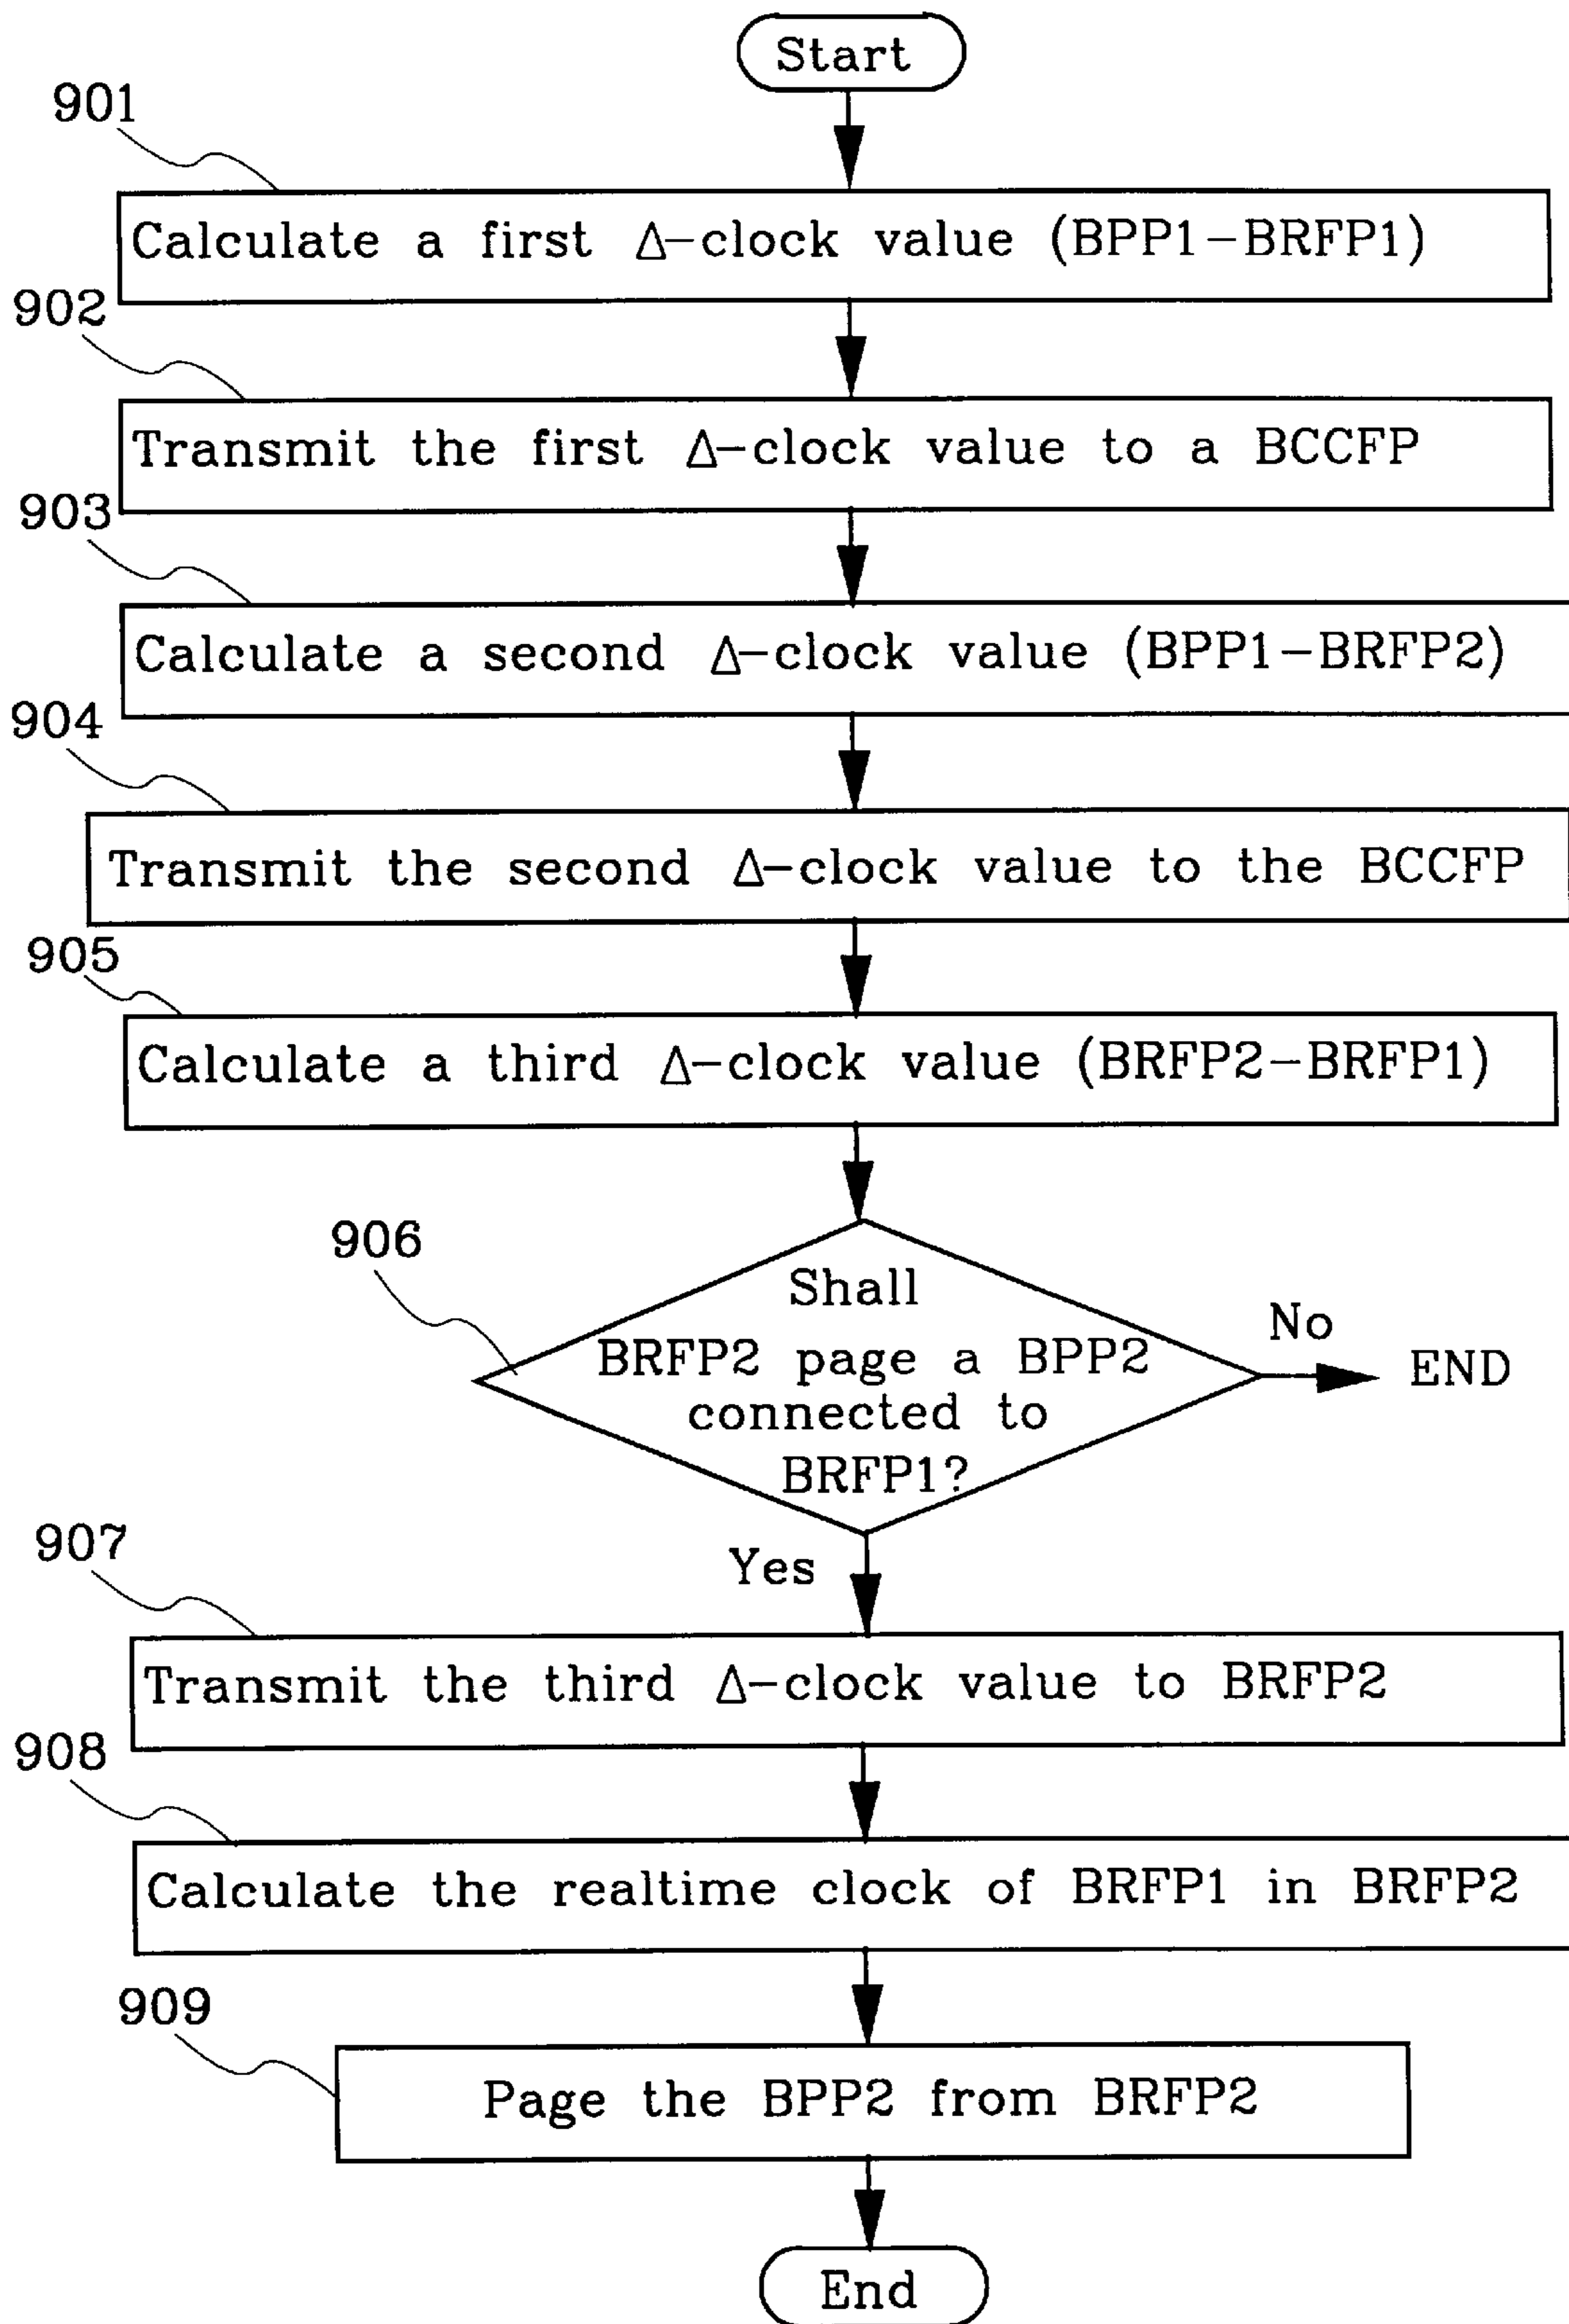 Start
901
Calculate a first Δ-clock value (BPP1-BRFP1)
902
Transmit the first Δ-clock value to a BCCFP
903
Calculate a second Δ-clock value (BPP1-BRFP2)
904
Transmit the second Δ-clock value to the BCCFP
905
Calculate a third Δ-clock value (BRFP2-BRFP1)
906
Shall
BRFP2 page a BPP2
connected to
BRFP1?
No
END
Yes
907
Transmit the third Δ-clock value to BRFP2
908
Calculate the realtime clock of BRFP1 in BRFP2
909
Page the BPP2 from BRFP2
End